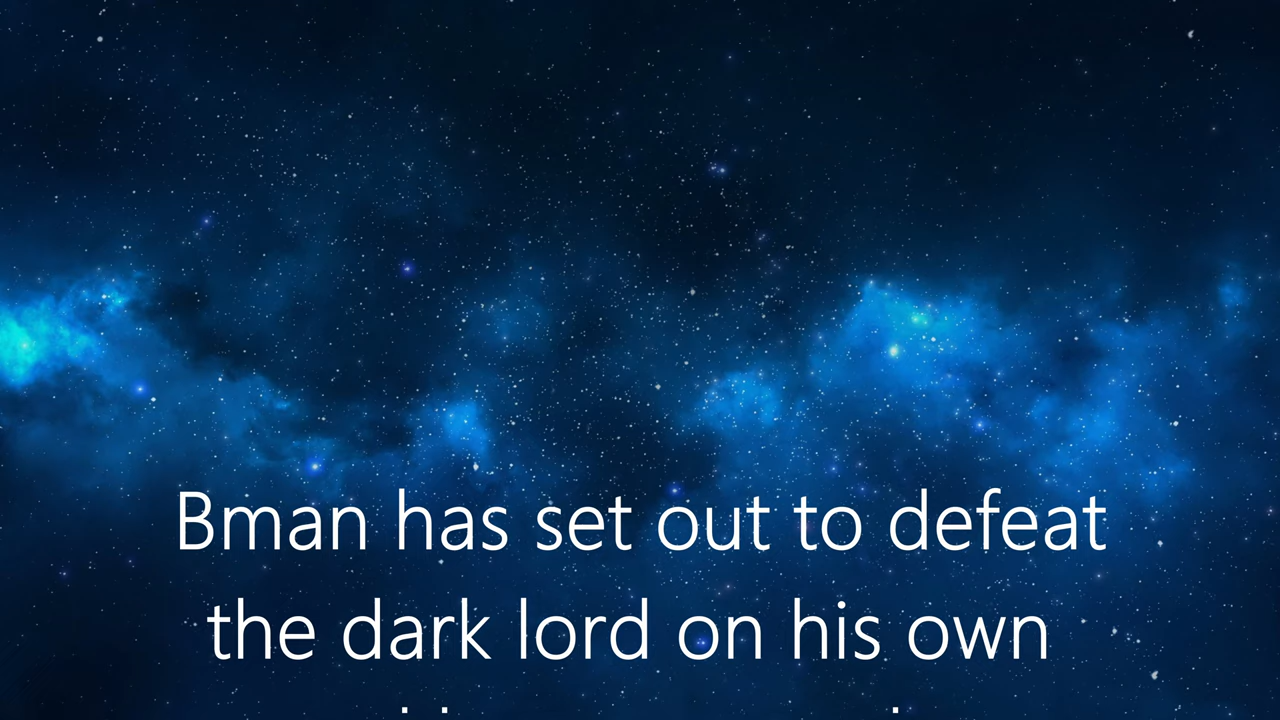 Bman has set out to defeat
the dark lord on his own